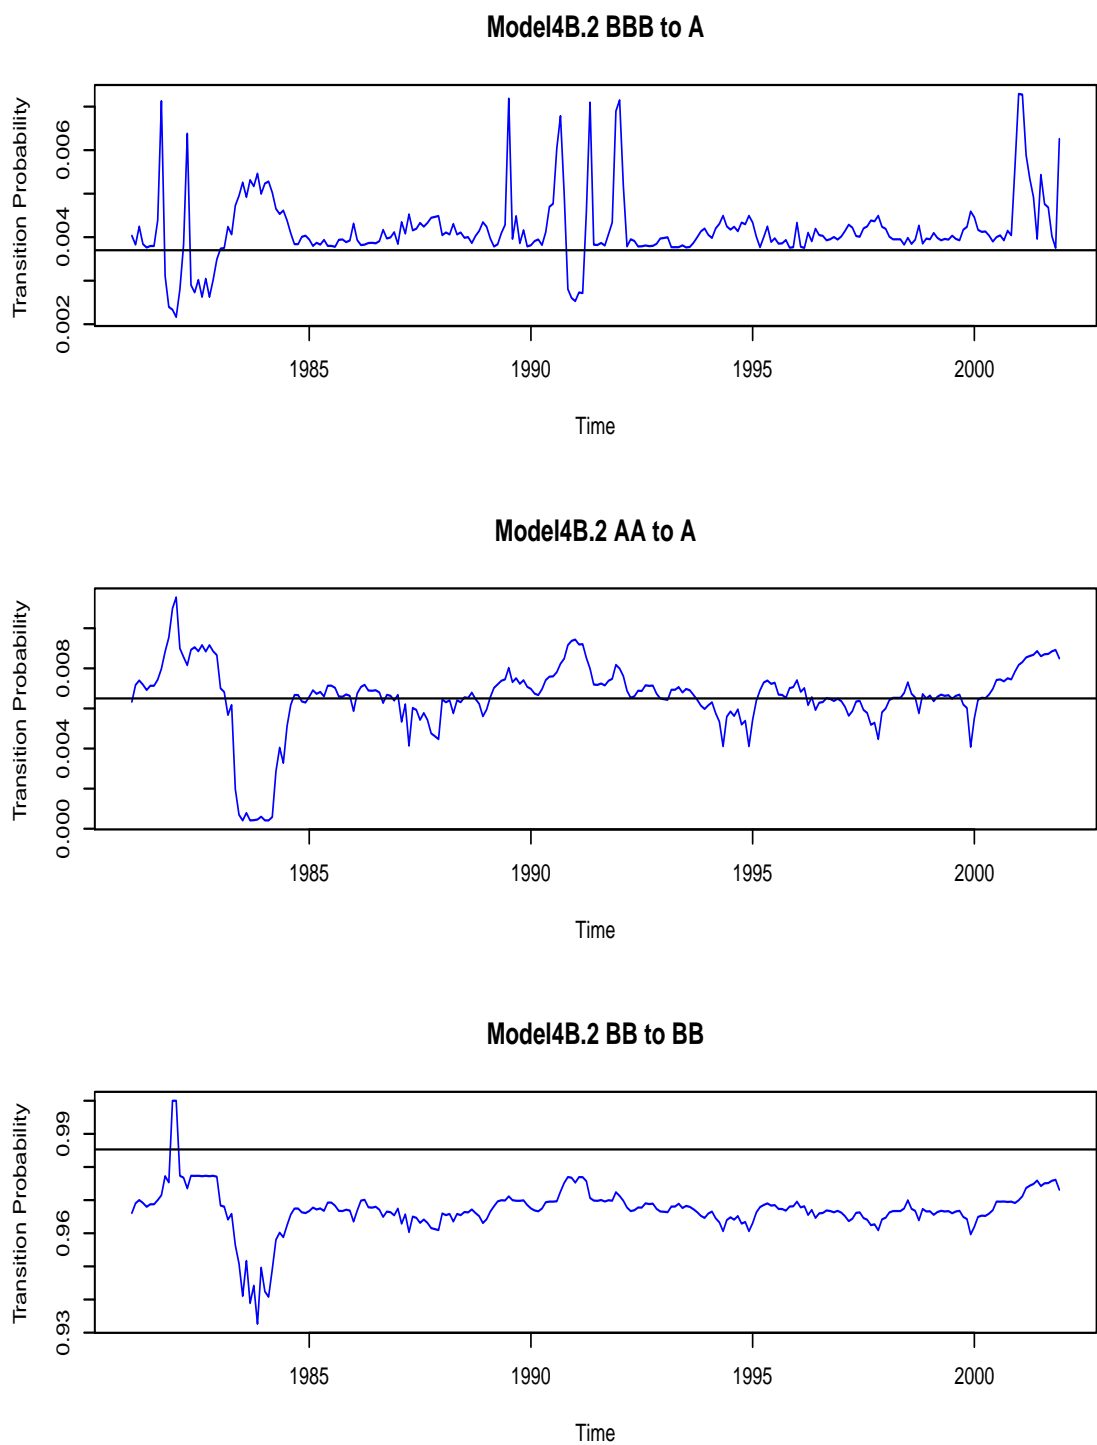 Model4B.2 BBB to A
Transition Probability
0.002 0.004 0.006
1985 1990 1995 2000
Time
Model4B.2 AA to A
Transition Probability
0.000 0.004 0.008
1985 1990 1995 2000
Time
Model4B.2 BB to BB
Transition Probability
0.93 0.96 0.99
1985 1990 1995 2000
Time